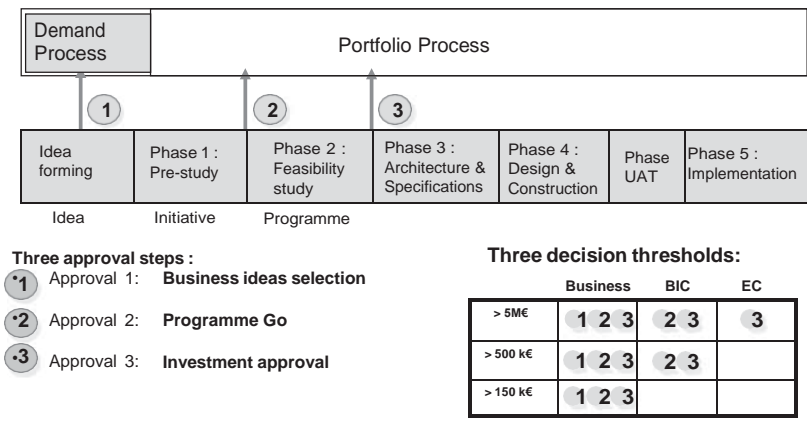 Demand
Process
Portfolio Process
1
2
3
Idea
forming
Phase 1 :
Pre-study
Phase 2 :
Feasibility
study
Phase 3 :
Architecture &
Specifications
Phase 4 :
Design &
Construction
Phase
UAT
Phase 5 :
Implementation
Idea
Initiative
Programme
Three approval steps :
•1 Approval 1: Business ideas selection
•2 Approval 2: Programme Go
•3 Approval 3: Investment approval
Three decision thresholds:
Business BIC EC
> 5M€ 1 2 3 2 3 3
> 500 k€ 1 2 3 2 3
> 150 k€ 1 2 3